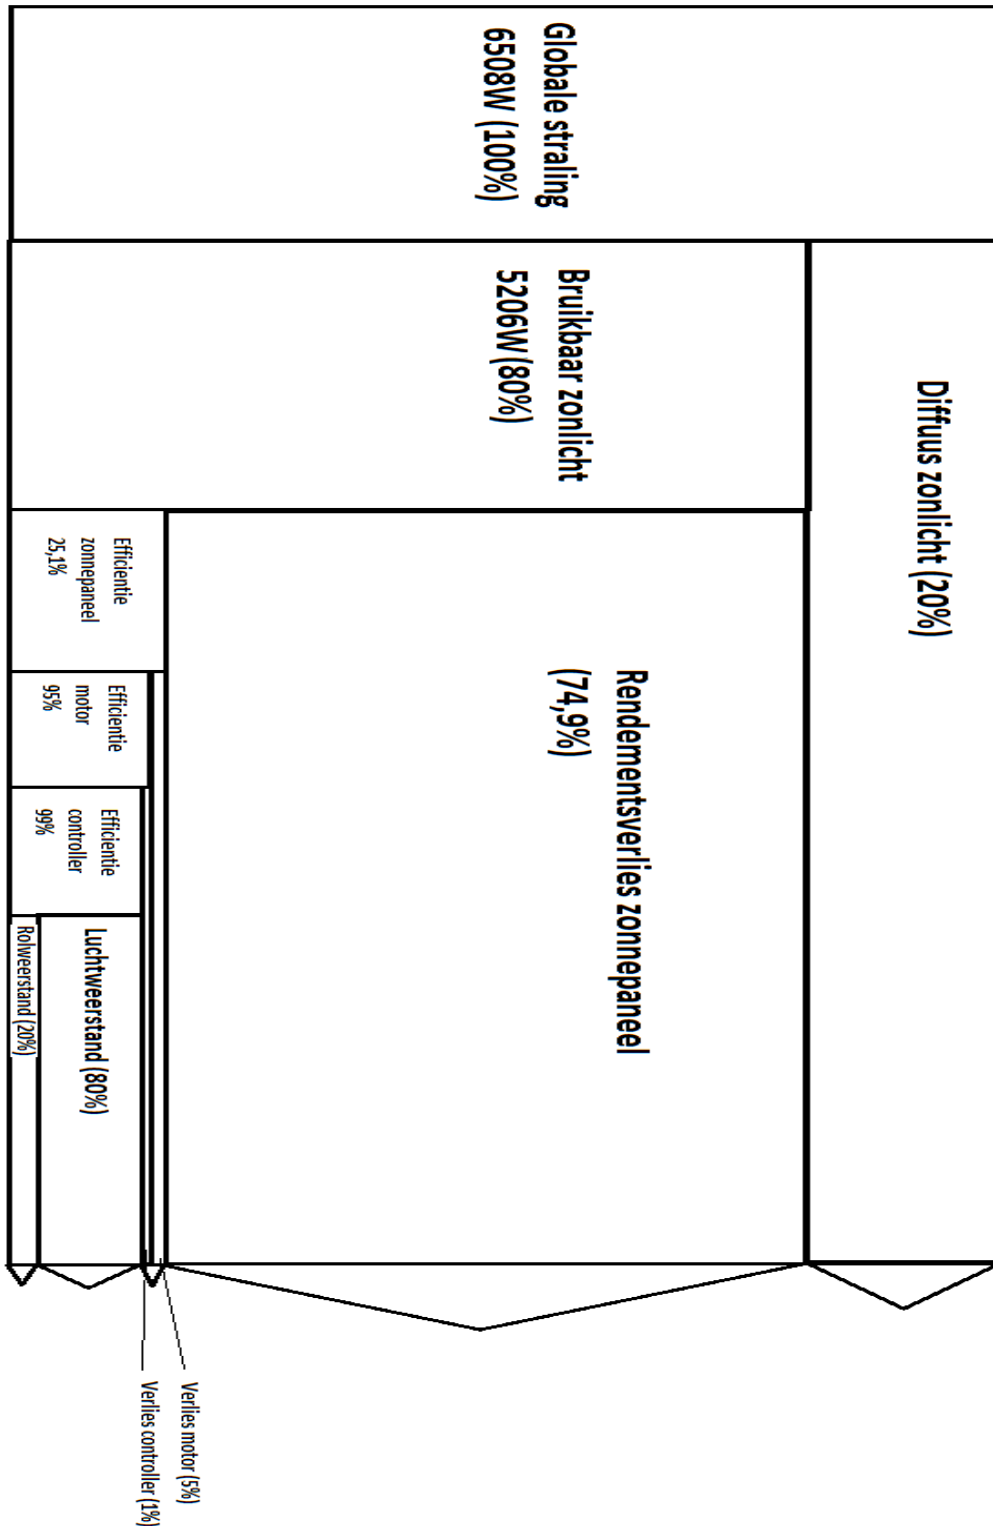 Globale straling
6508W (100%)
Diffuus zonlicht (20%)
Bruikbaar zonlicht
5206W(80%)
Rendementsverlies zonnepaneel
(74,9%)
Efficientie
zonnepaneel
25,1%
Efficientie
motor
95%
Efficientie
controller
99%
Luchtweerstand (80%)
Rolweerstand (20%)
Verlies motor (5%)
Verlies controller (1%)